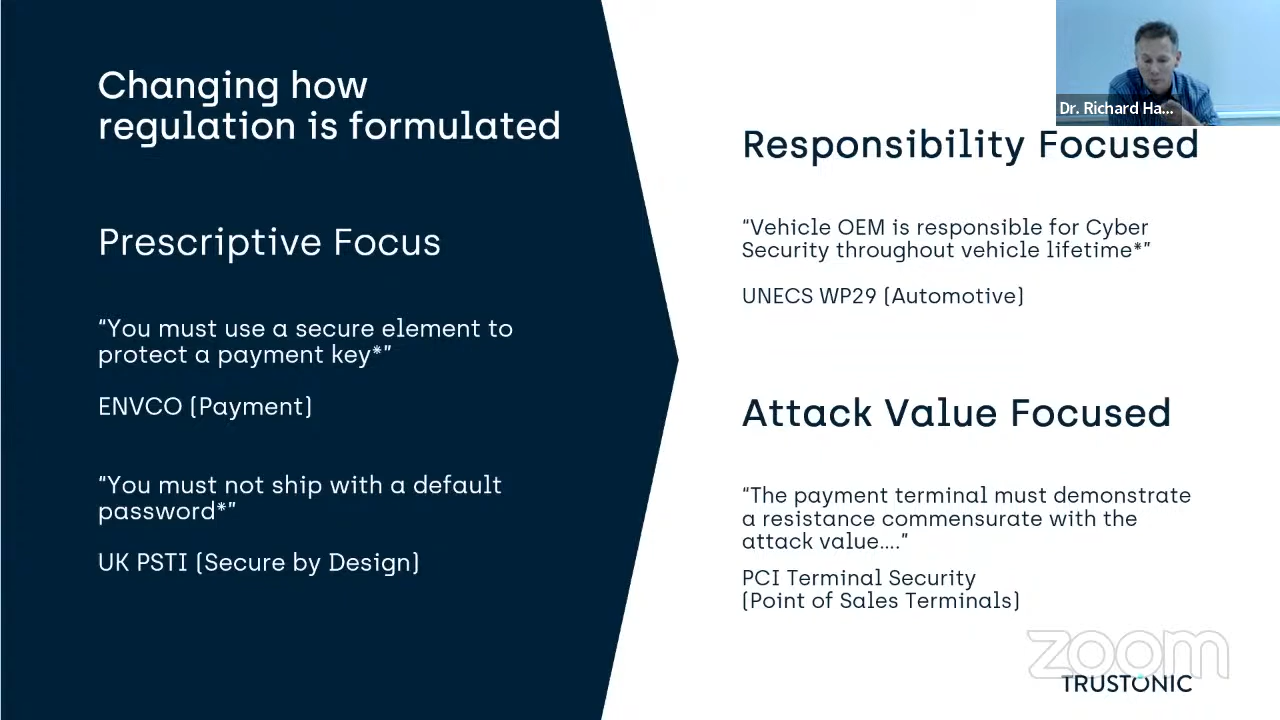 Changing how
regulation is formulated
Prescriptive Focus
“You must use a secure element to
protect a payment key*”
ENVCO (Payment)
“You must not ship with a default
password*”
UK PSTI (Secure by Design)
Dr. Richard Ha...
Responsibility Focused
“Vehicle OEM is responsible for Cyber
Security throughout vehicle lifetime*”
UNECS WP29 (Automotive)
Attack Value Focused
“The payment terminal must demonstrate
a resistance commensurate with the
attack value....”
PCI Terminal Security
(Point of Sales Terminals)
zoom
TRUSTONIC